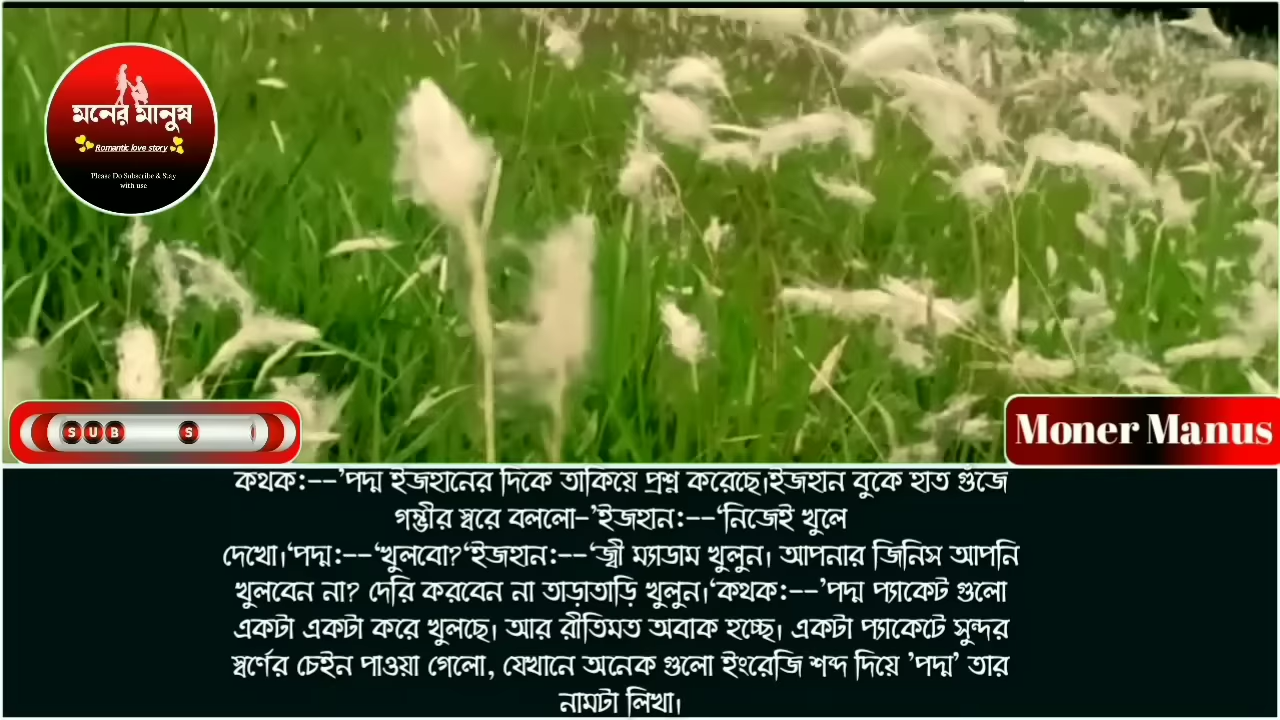 মনের মানুষ
Romantic love story
Please Do Subscribe & Stay
with use
SUB S
Moner Manus
কথক:--'পদ্ম ইজহানের দিকে তাকিয়ে প্রশ্ন করেছে।ইজহান বুকে হাত গুঁজে
গম্ভীর স্বরে বললো-'ইজহান:--‘নিজেই খুলে
দেখো।‘পদ্ম:--‘খুলবো?‘ইজহান:--‘জ্বী ম্যাডাম খুলুন। আপনার জিনিস আপনি
খুলবেন না? দেরি করবেন না তাড়াতাড়ি খুলুন।‘কথক:--'পদ্ম প্যাকেট গুলো
একটা একটা করে খুলছে। আর রীতিমত অবাক হচ্ছে। একটা প্যাকেটে সুন্দর
স্বর্ণের চেইন পাওয়া গেলো, যেখানে অনেক গুলো ইংরেজি শব্দ দিয়ে 'পদ্ম' তার
নামটা লিখা।